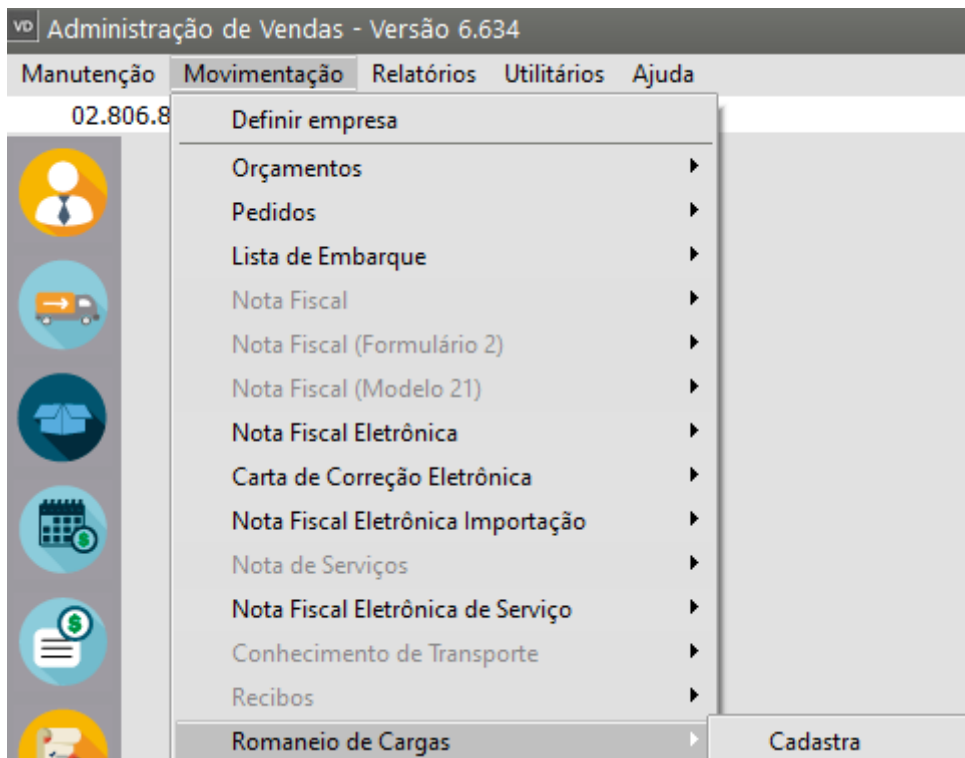 VD Administração de Vendas - Versão 6.634
Manutenção Movimentação Relatórios Utilitários Ajuda
02.806.8
Definir empresa
Orçamentos
Pedidos
Lista de Embarque
Nota Fiscal
Nota Fiscal (Formulário 2)
Nota Fiscal (Modelo 21)
Nota Fiscal Eletrônica
Carta de Correção Eletrônica
Nota Fiscal Eletrônica Importação
Nota de Serviços
Nota Fiscal Eletrônica de Serviço
Conhecimento de Transporte
Recibos
Romaneio de Cargas Cadastra